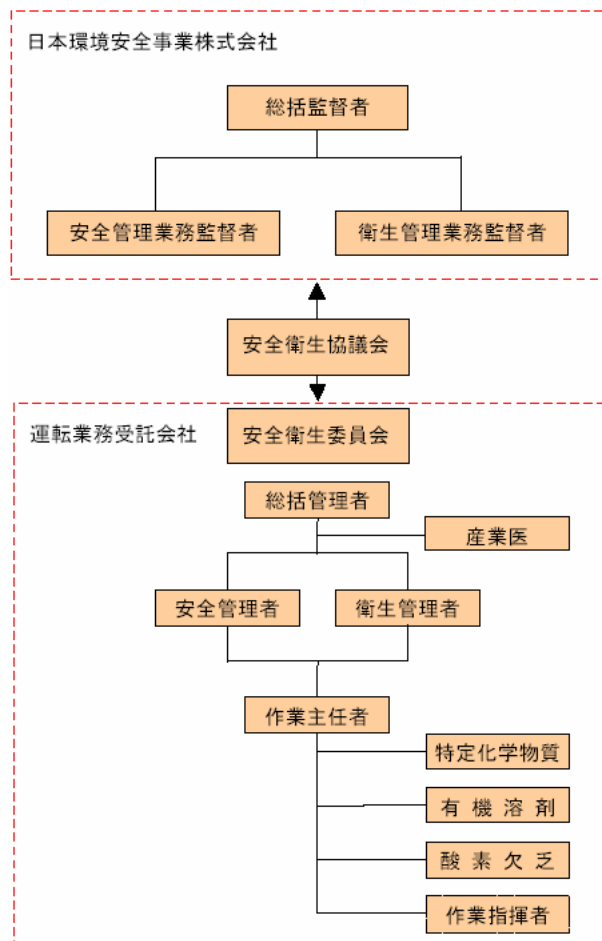 日本環境安全事業株式会社
総括監督者
安全管理業務監督者
衛生管理業務監督者
安全衛生協議会
運転業務受託会社
安全衛生委員会
総括管理者
産業医
安全管理者
衛生管理者
作業主任者
特定化学物質
有機溶剤
酸素欠乏
作業指揮者